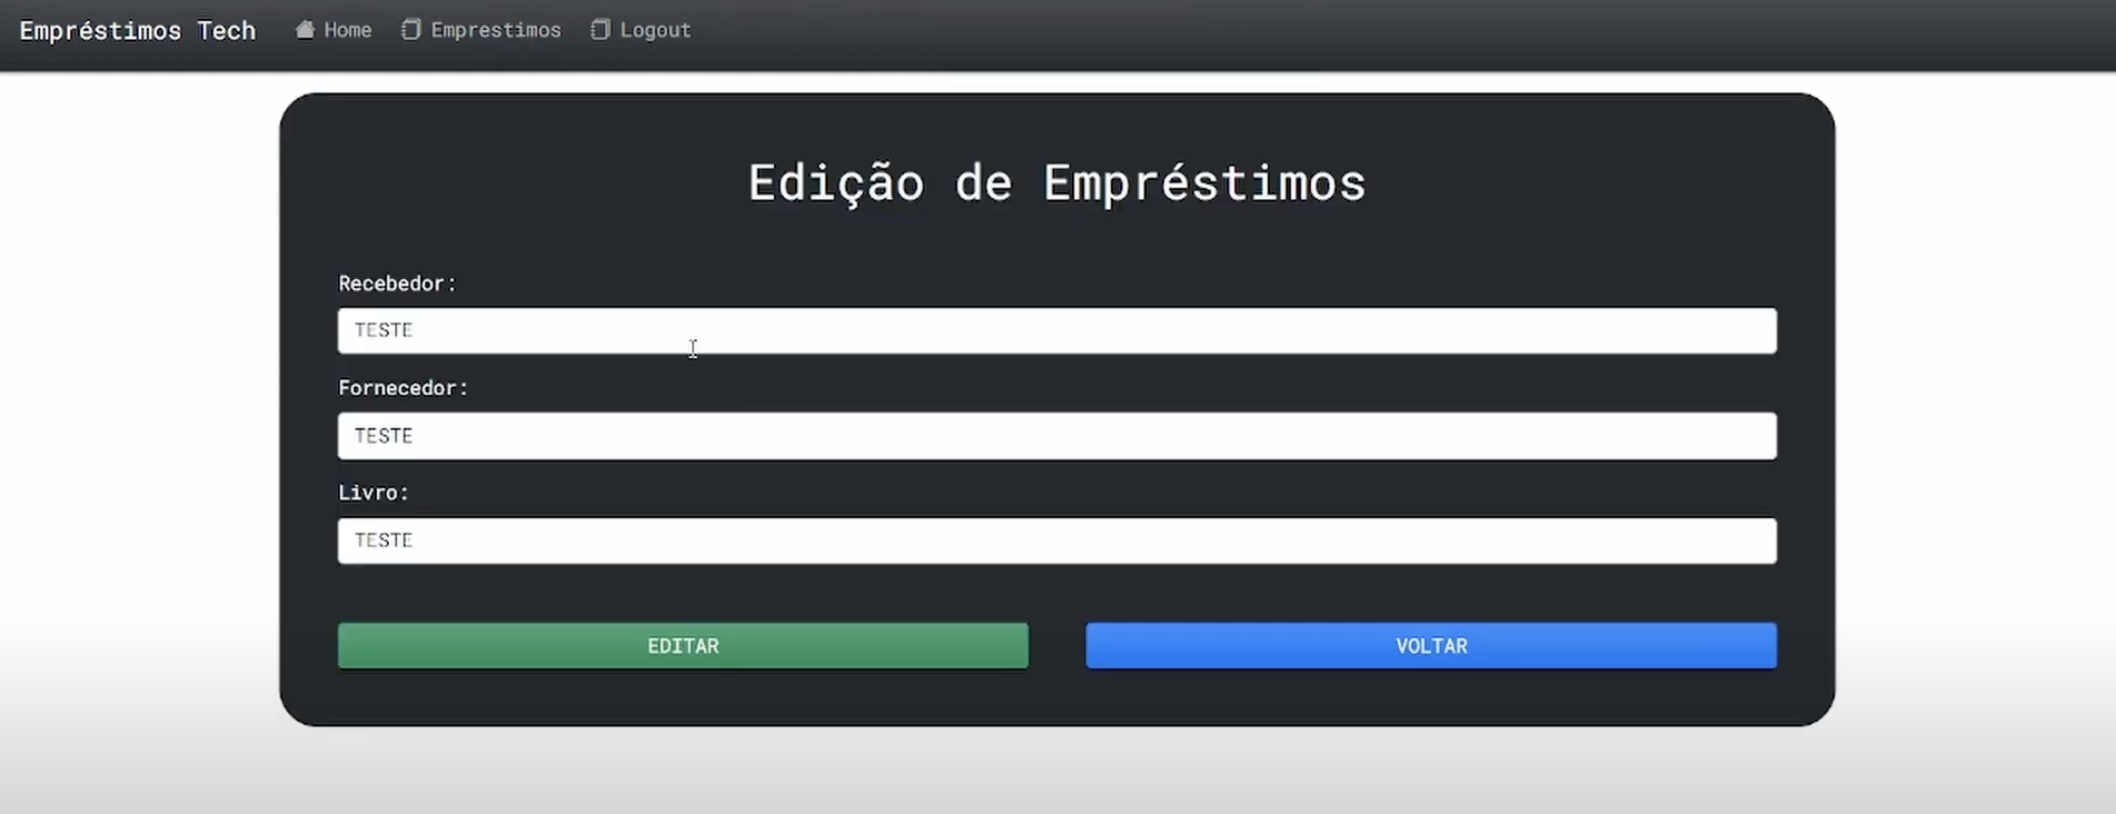 Empréstimos Tech Home Emprestimos Logout
Edição de Empréstimos
Recebedor:
TESTE
Fornecedor:
TESTE
Livro:
TESTE
EDITAR VOLTAR